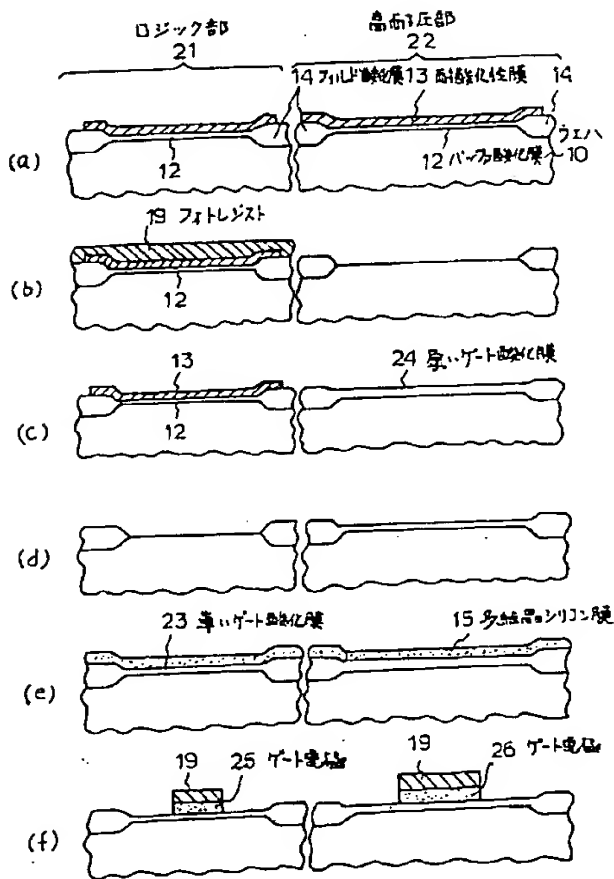 ロジック部
21
高耐圧部
22
14 フィルド酸化膜 13 耐酸化性膜 14
ウエハ
(a) 12 12 バッファ酸化膜 10
19 フォトレジスト
(b) 12
13 24 厚いゲート酸化膜
(c) 12
(d)
23 薄いゲート酸化膜 15 多結晶シリコン膜
(e)
19 25 ゲート電極 19 26 ゲート電極
(f)